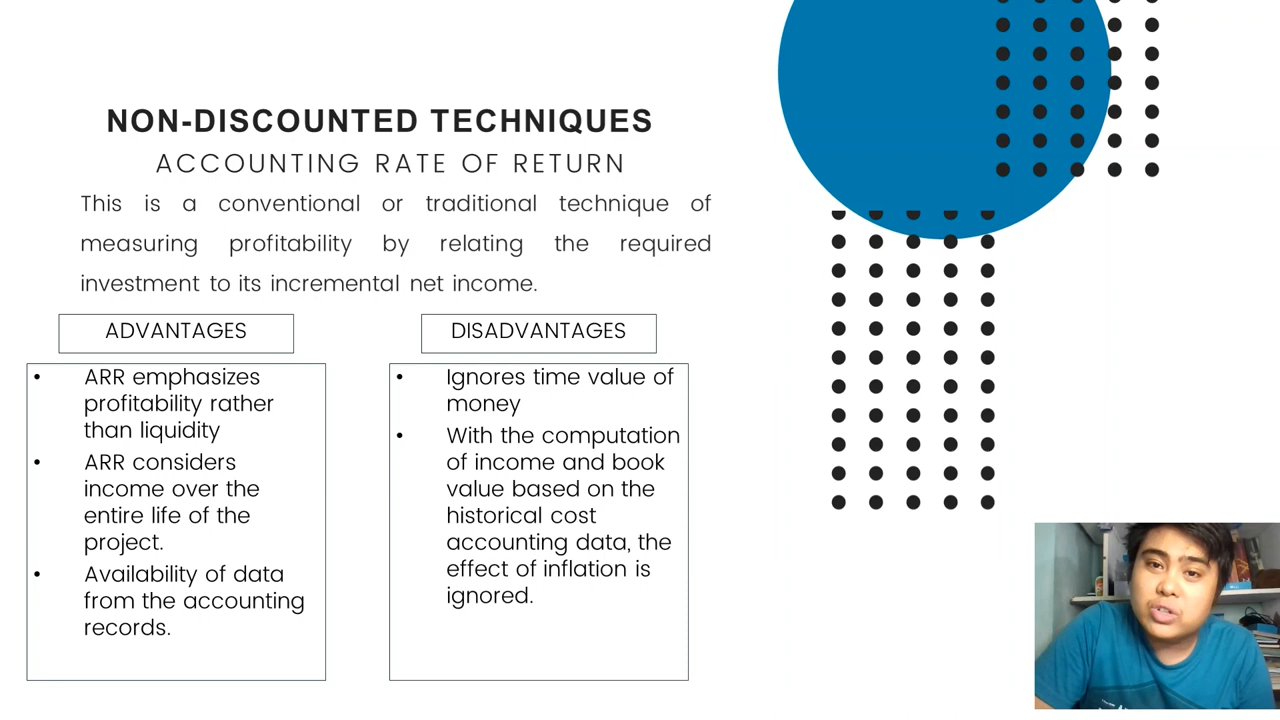 NON-DISCOUNTED TECHNIQUES
ACCOUNTING RATE OF RETURN
This is a conventional or traditional technique of
measuring profitability by relating the required
investment to its incremental net income.
ADVANTAGES
• ARR emphasizes
profitability rather
than liquidity
• ARR considers
income over the
entire life of the
project.
• Availability of data
from the accounting
records.
DISADVANTAGES
• Ignores time value of
money
• With the computation
of income and book
value based on the
historical cost
accounting data, the
effect of inflation is
ignored.